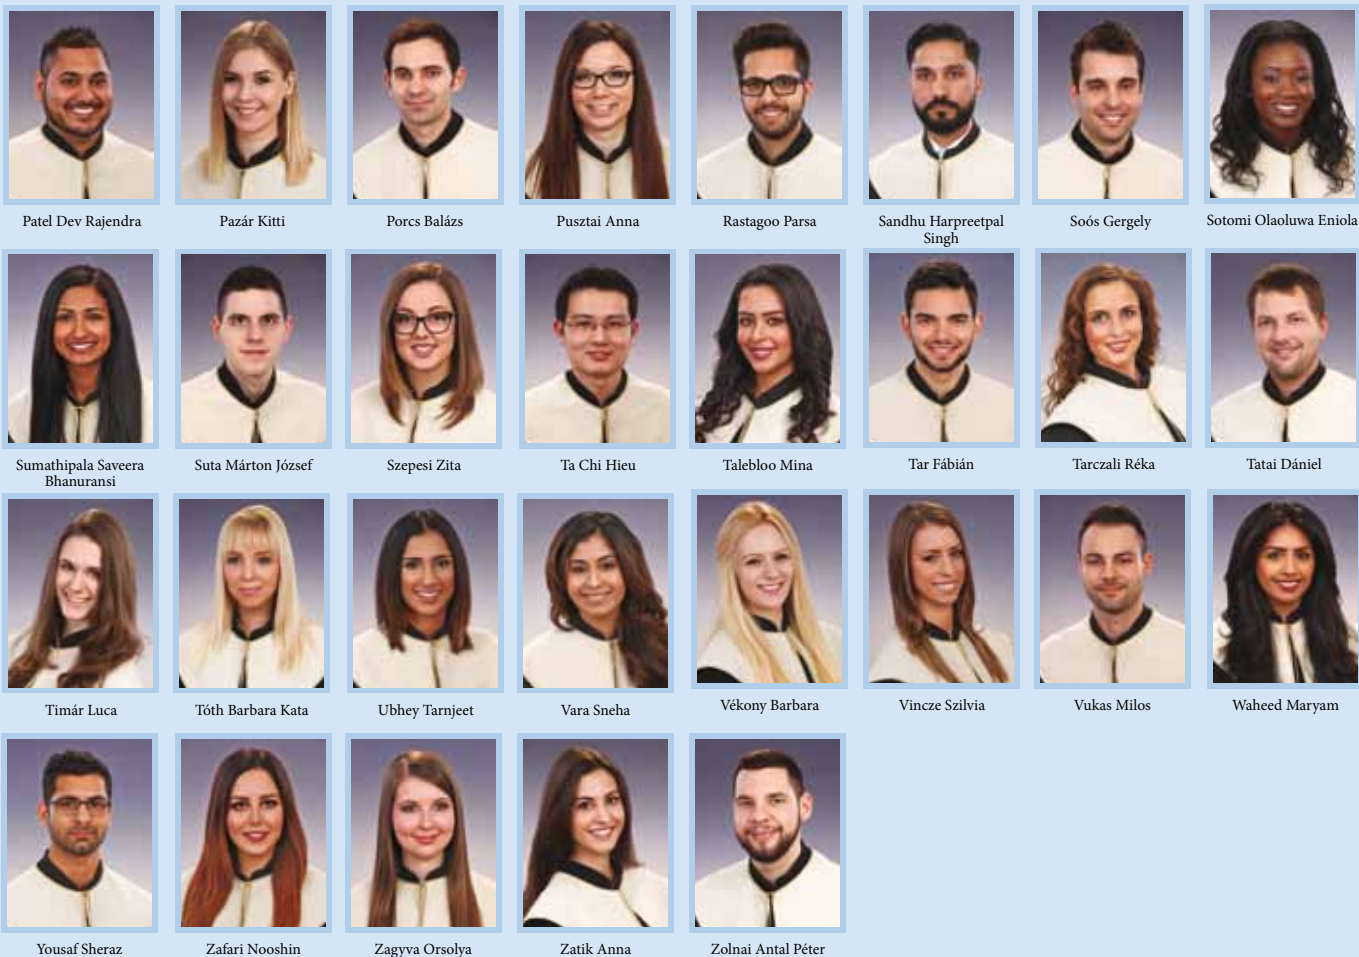 Patel Dev Rajendra
Pazár Kitti
Porcs Balázs
Pusztai Anna
Rastagoo Parsa
Sandhu Harpreetpal
Singh
Soós Gergely
Sotomi Olaoluwa Eniola
Sumathipala Saveera
Bhanuransi
Suta Márton József
Szepesi Zita
Ta Chi Hieu
Talebloo Mina
Tar Fábián
Tarczali Réka
Tatai Dániel
Timár Luca
Tóth Barbara Kata
Ubhey Tarnjeet
Vara Sneha
Vékony Barbara
Vincze Szilvia
Vukas Milos
Waheed Maryam
Yousaf Sheraz
Zafari Nooshin
Zagyva Orsolya
Zatik Anna
Zolnai Antal Péter